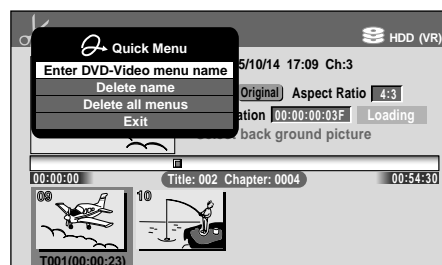 HDD (VR)
Quick Menu
Enter DVD-Video menu name
Delete name
Delete all menus
Exit
5/10/14 17:09 Ch:3
Original Aspect Ratio 4:3
ation 00:00:00:03F Loading
back ground picture
00:00:00 Title: 002 Chapter: 0004 00:54:30
09 10
T001(00:00:23)